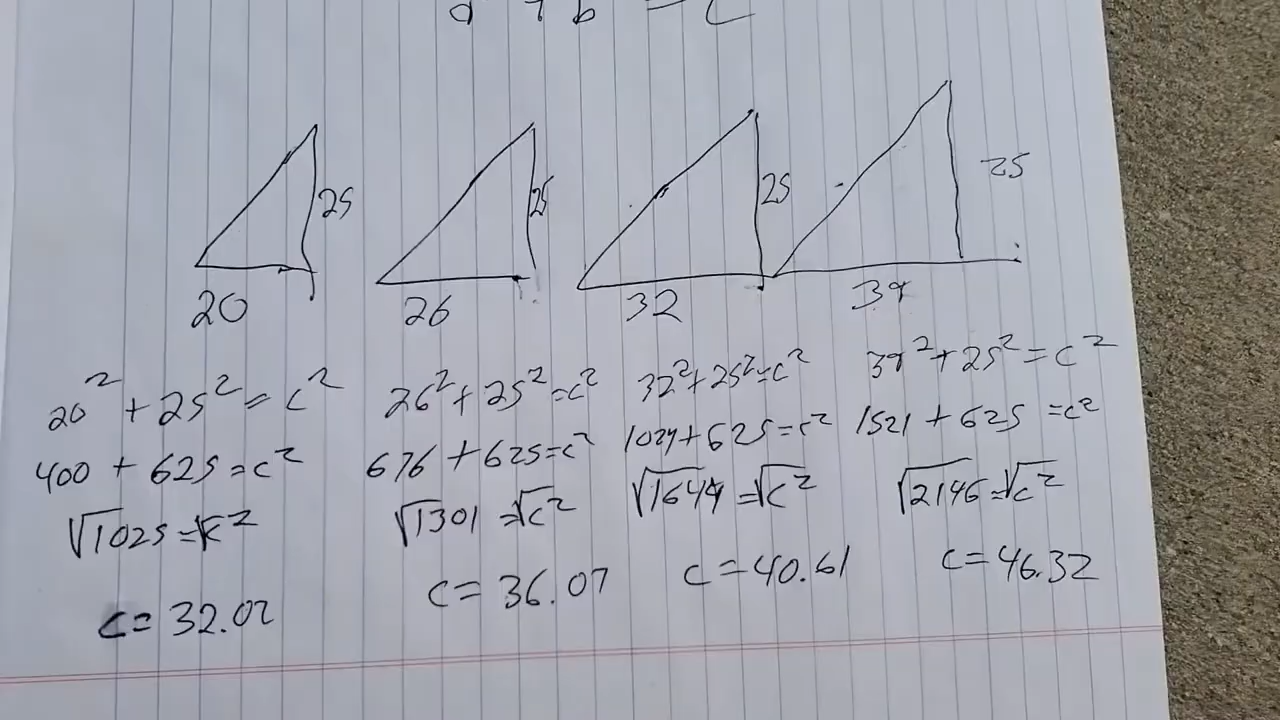 25
25
25
25
20
26
32
39
20² + 25² = c²
26² + 25² = c²
32² + 25² = c²
39² + 25² = c²
400 + 625 = c²
676 + 625 = c²
1024 + 625 = c²
1521 + 625 = c²
√1025 = √c²
√1301 = √c²
√1649 = √c²
√2146 = √c²
c = 32.02
c = 36.07
c = 40.61
c = 46.32